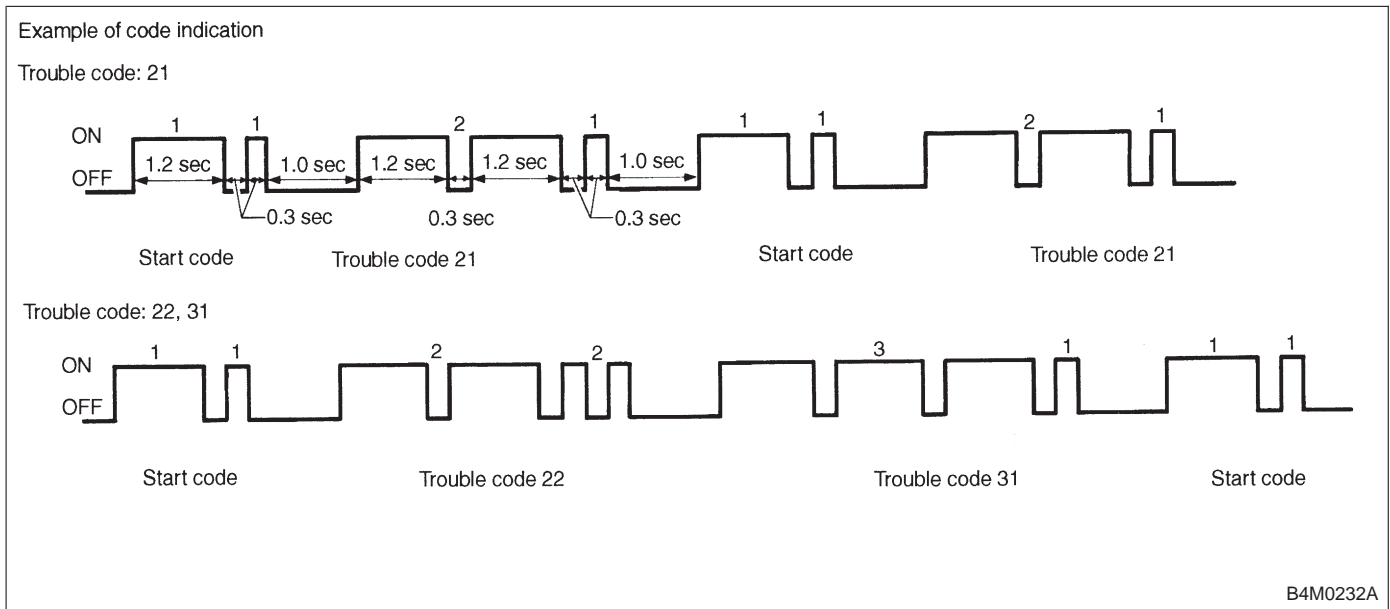 Example of code indication
Trouble code: 21
1 1 2 1 1 1 2 1
ON
1.2 sec 1.0 sec 1.2 sec 1.2 sec 1.0 sec
OFF
0.3 sec 0.3 sec 0.3 sec
Start code Trouble code 21 Start code Trouble code 21
Trouble code: 22, 31
1 1 2 2 3 1 1 1
ON
OFF
Start code Trouble code 22 Trouble code 31 Start code
B4M0232A